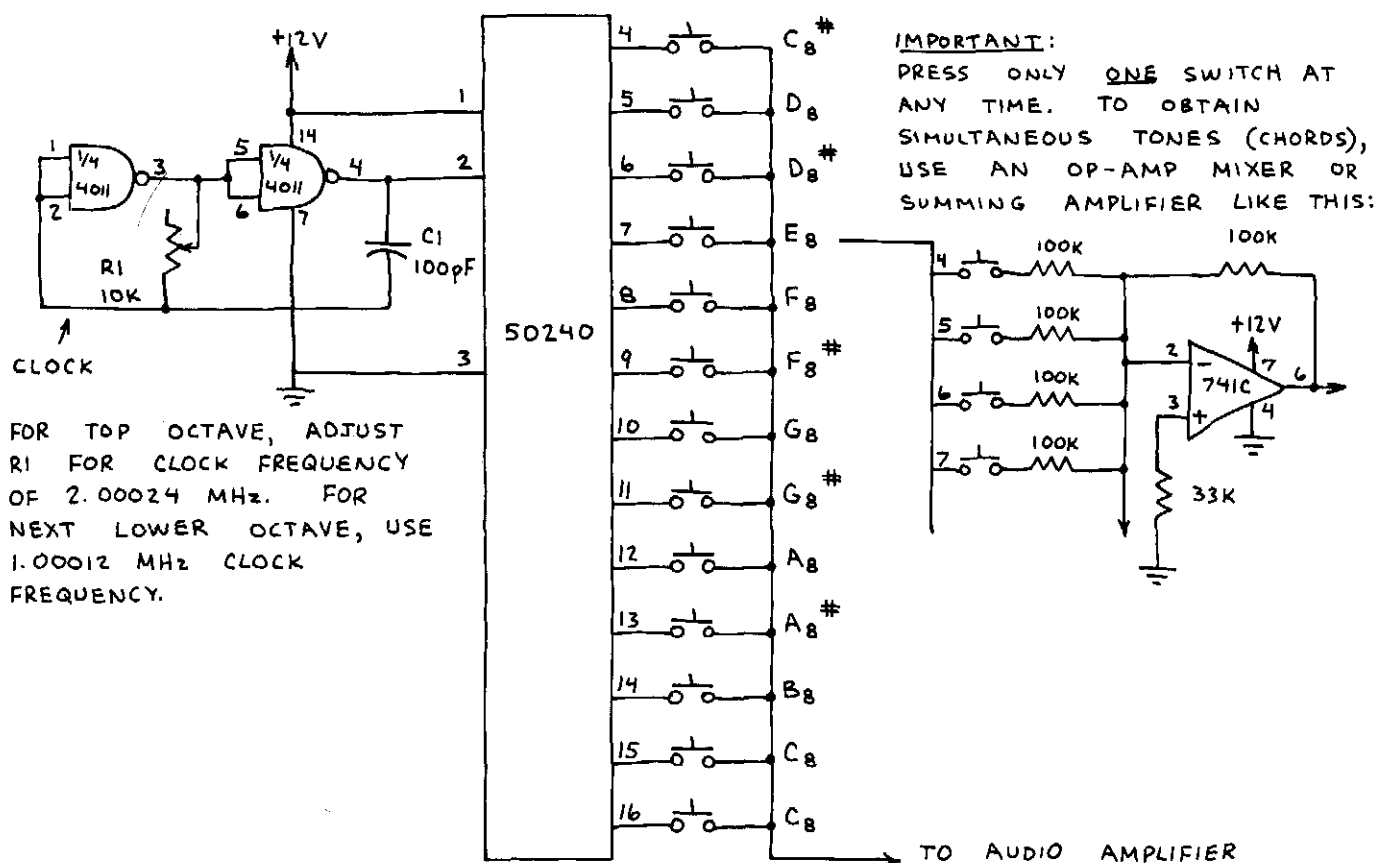 +12V
1
14
1
1/4
4011
3
2
5
1/4
4011
4
6
7
2
R1
10K
C1
100pF
3
CLOCK
50240
FOR TOP OCTAVE, ADJUST
R1 FOR CLOCK FREQUENCY
OF 2.00024 MHz. FOR
NEXT LOWER OCTAVE, USE
1.00012 MHz CLOCK
FREQUENCY.
4 C8#
5 D8
6 D8#
7 E8
8 F8
9 F8#
10 G8
11 G8#
12 A8
13 A8#
14 B8
15 C8
16 C8
TO AUDIO AMPLIFIER
IMPORTANT:
PRESS ONLY ONE SWITCH AT
ANY TIME. TO OBTAIN
SIMULTANEOUS TONES (CHORDS),
USE AN OP-AMP MIXER OR
SUMMING AMPLIFIER LIKE THIS:
4 100K
100K
5 100K
6 100K
7 100K
+12V
2 - 7
741C
6
3 + 4
33K